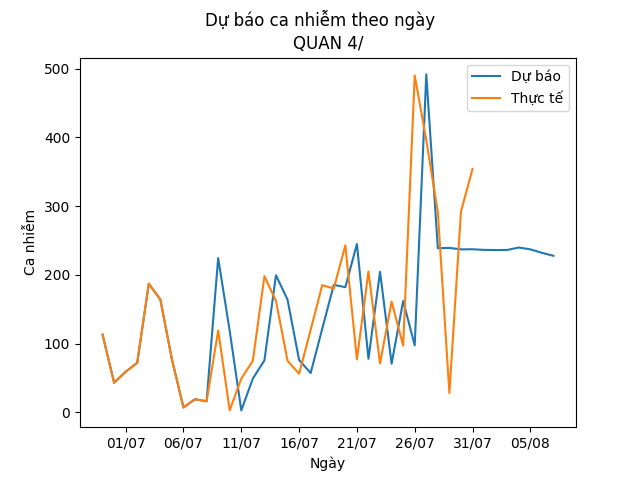 Dự báo ca nhiễm theo ngày
QUAN 4/
Dự báo
Thực tế
500
400
300
200
100
0
Ca nhiễm
01/07 06/07 11/07 16/07 21/07 26/07 31/07 05/08
Ngày